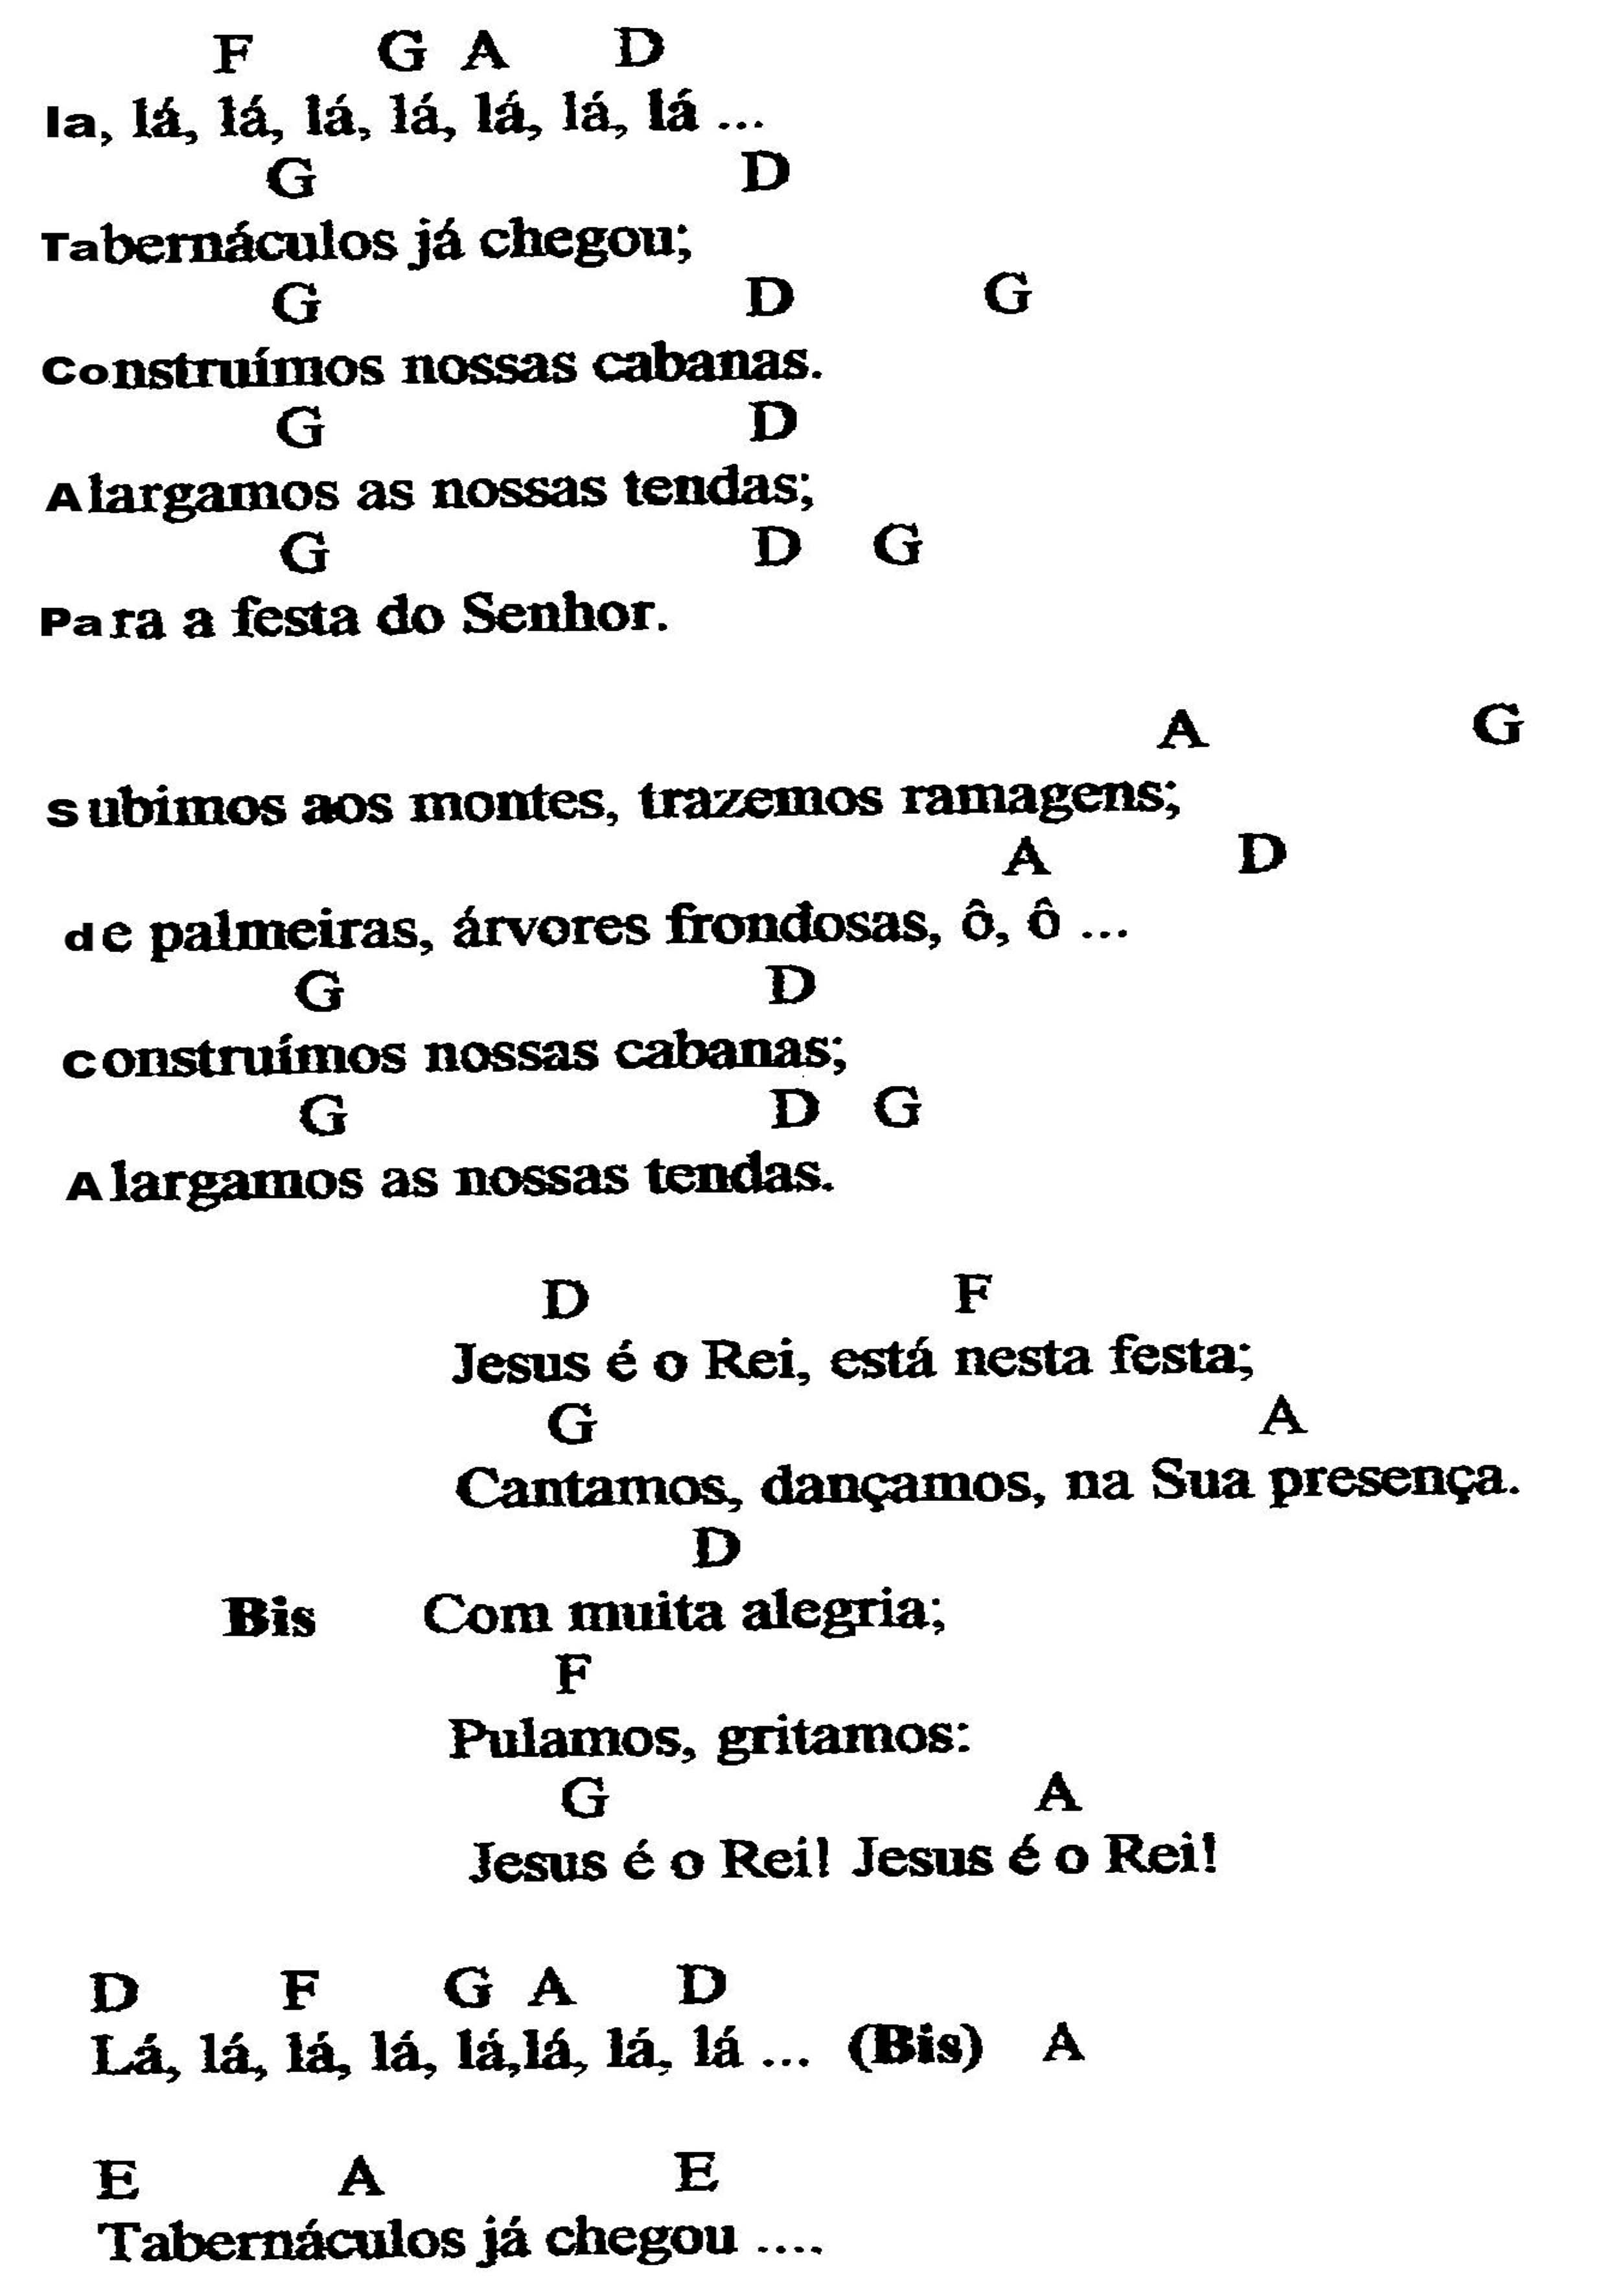 F G A D
la, lá, lá, lá, lá, lá, lá, lá ...
G D
Tabernáculos já chegou;
G D G
Construímos nossas cabanas.
G D
Alargamos as nossas tendas;
G D G
Para a festa do Senhor.
A G
subimos aos montes, trazemos ramagens;
A D
de palmeiras, árvores frondosas, ô, ô ...
G D
construímos nossas cabanas;
G D G
Alargamos as nossas tendas.
D F
Jesus é o Rei, está nesta festa;
G A
Cantamos, dançamos, na Sua presença.
D
Bis Com muita alegria;
F
Pulamos, gritamos:
G A
Jesus é o Rei! Jesus é o Rei!
D F G A D
Lá, lá, lá, lá, lá,lá, lá, lá ... (Bis) A
E A E
Tabernáculos já chegou ....